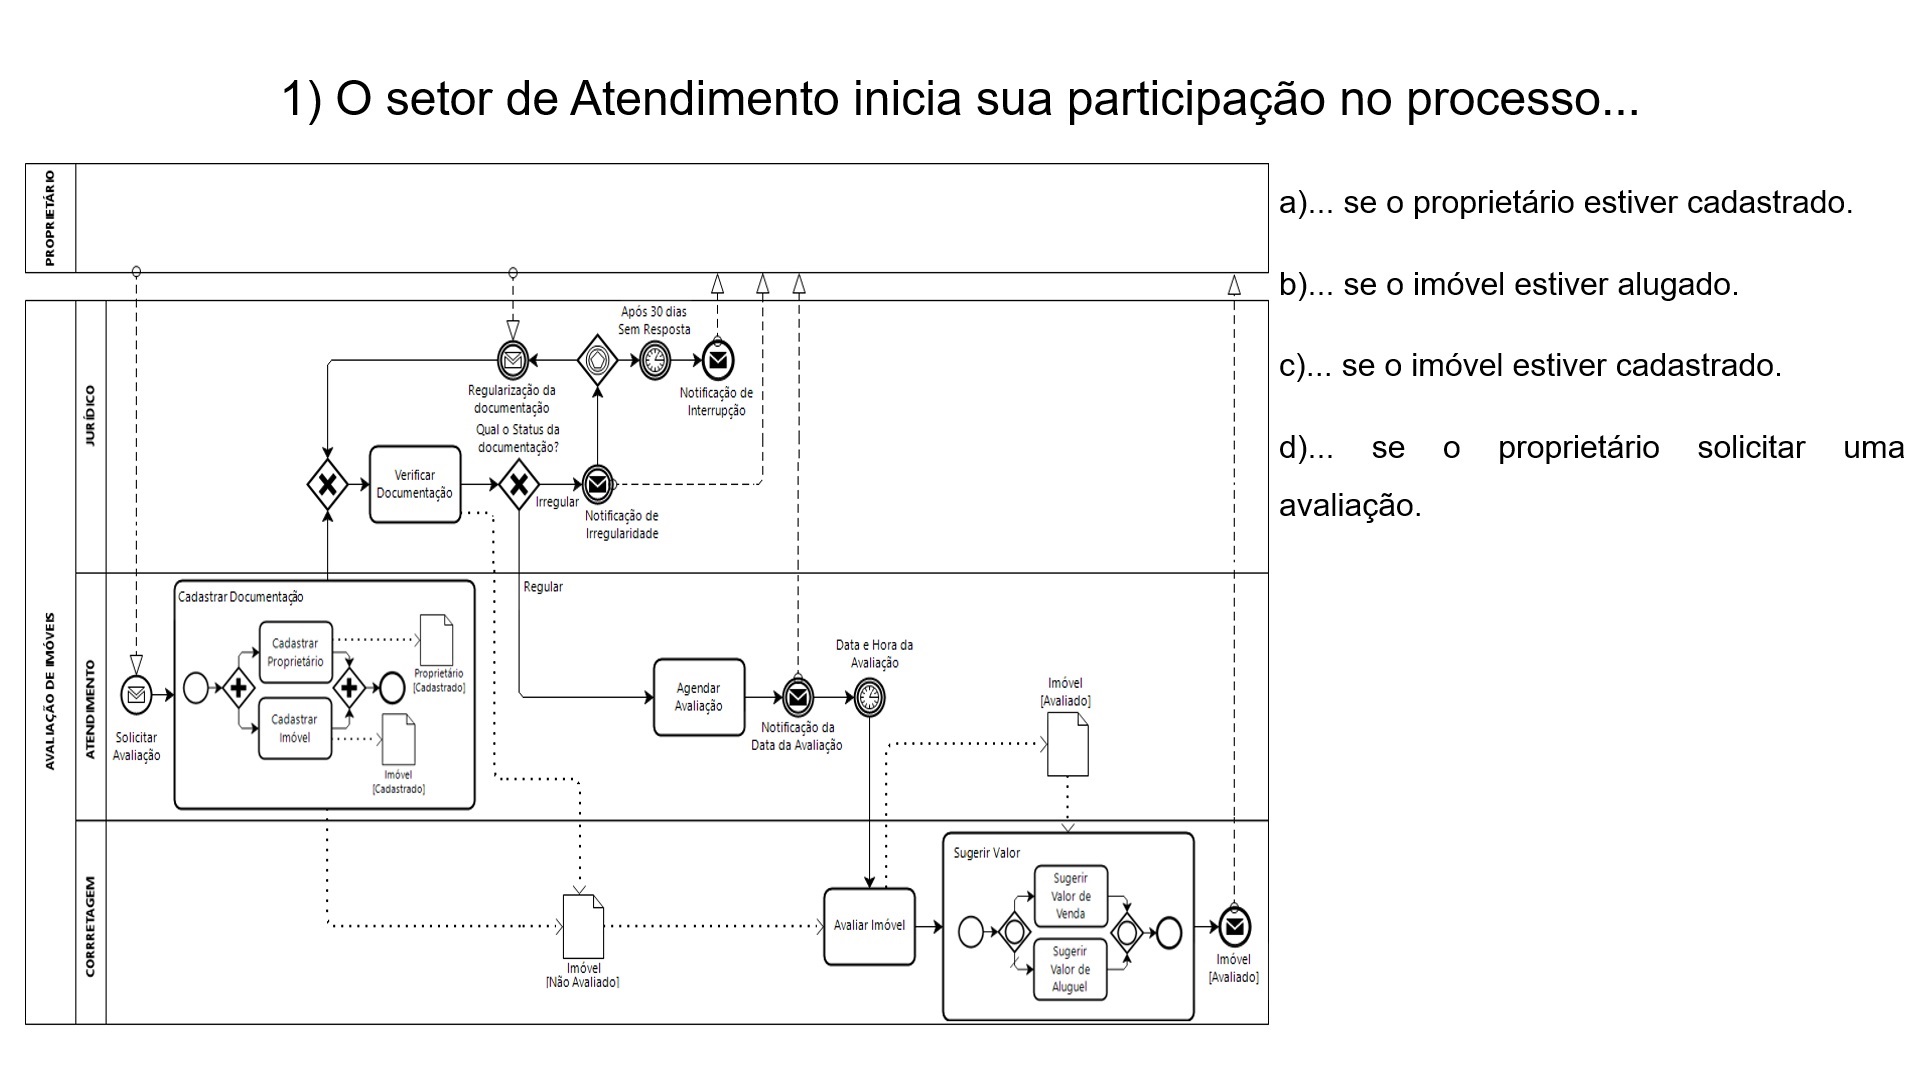 1) O setor de Atendimento inicia sua participação no processo...
PROPRIETÁRIO
a)... se o proprietário estiver cadastrado.
b)... se o imóvel estiver alugado.
c)... se o imóvel estiver cadastrado.
d)... se o proprietário solicitar uma
avaliação.
AVALIAÇÃO DE IMÓVEIS
JURÍDICO
Após 30 dias
Sem Resposta
Regularização da
documentação
Notificação de
Interrupção
Qual o Status da
documentação?
Verificar
Documentação
Irregular
Notificação de
Irregularidade
ATENDIMENTO
Regular
Cadastrar Documentação
Cadastrar
Proprietário
Proprietário
[Cadastrado]
Cadastrar
Imóvel
Imóvel
[Cadastrado]
Solicitar
Avaliação
Agendar
Avaliação
Notificação da
Data da Avaliação
Data e Hora da
Avaliação
Imóvel
[Avaliado]
CORRETAGEM
Imóvel
[Não Avaliado]
Avaliar Imóvel
Sugerir Valor
Sugerir
Valor de
Venda
Sugerir
Valor de
Aluguel
Imóvel
[Avaliado]